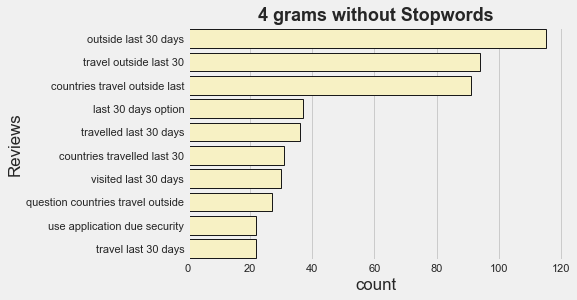 4 grams without Stopwords
Reviews
outside last 30 days
travel outside last 30
countries travel outside last
last 30 days option
travelled last 30 days
countries travelled last 30
visited last 30 days
question countries travel outside
use application due security
travel last 30 days
0 20 40 60 80 100 120
count